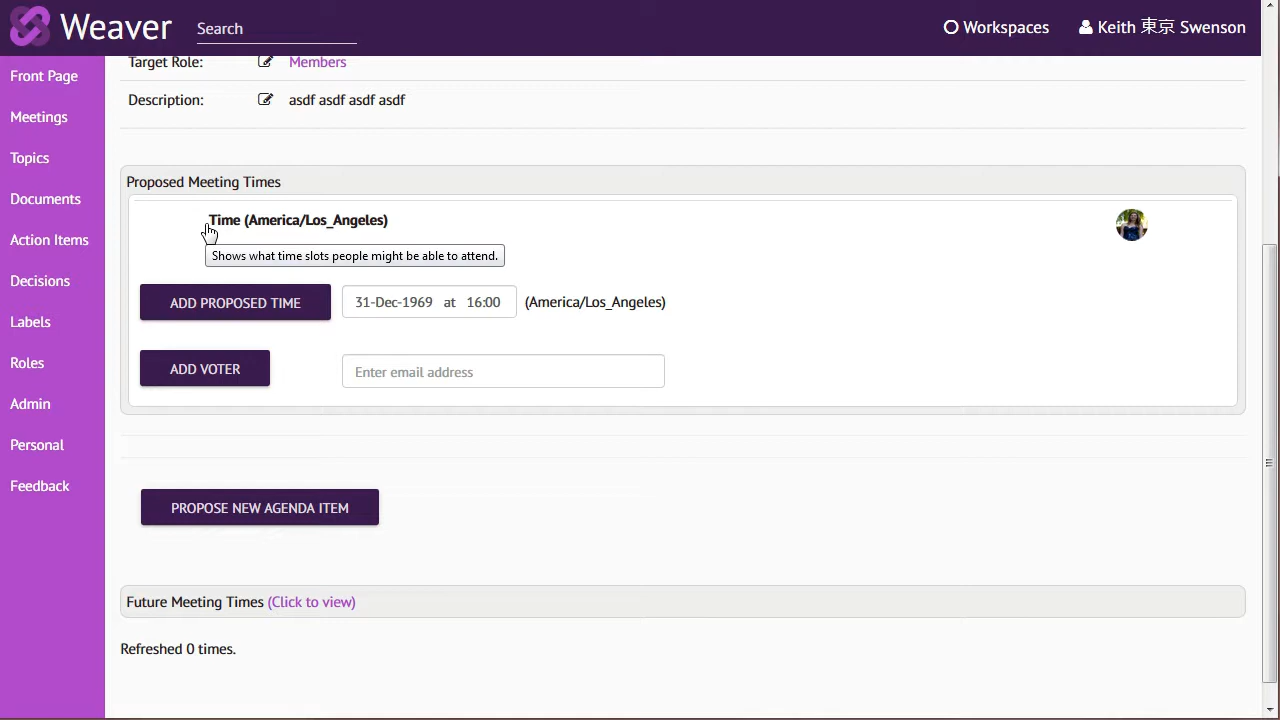 Weaver
Search
Workspaces
Keith 東京 Swenson
Front Page
Meetings
Topics
Documents
Action Items
Decisions
Labels
Roles
Admin
Personal
Feedback
Target Role:
Members
Description:
asdf asdf asdf asdf
Proposed Meeting Times
Time (America/Los_Angeles)
Shows what time slots people might be able to attend.
ADD PROPOSED TIME
31-Dec-1969 at 16:00
(America/Los_Angeles)
ADD VOTER
Enter email address
PROPOSE NEW AGENDA ITEM
Future Meeting Times (Click to view)
Refreshed 0 times.